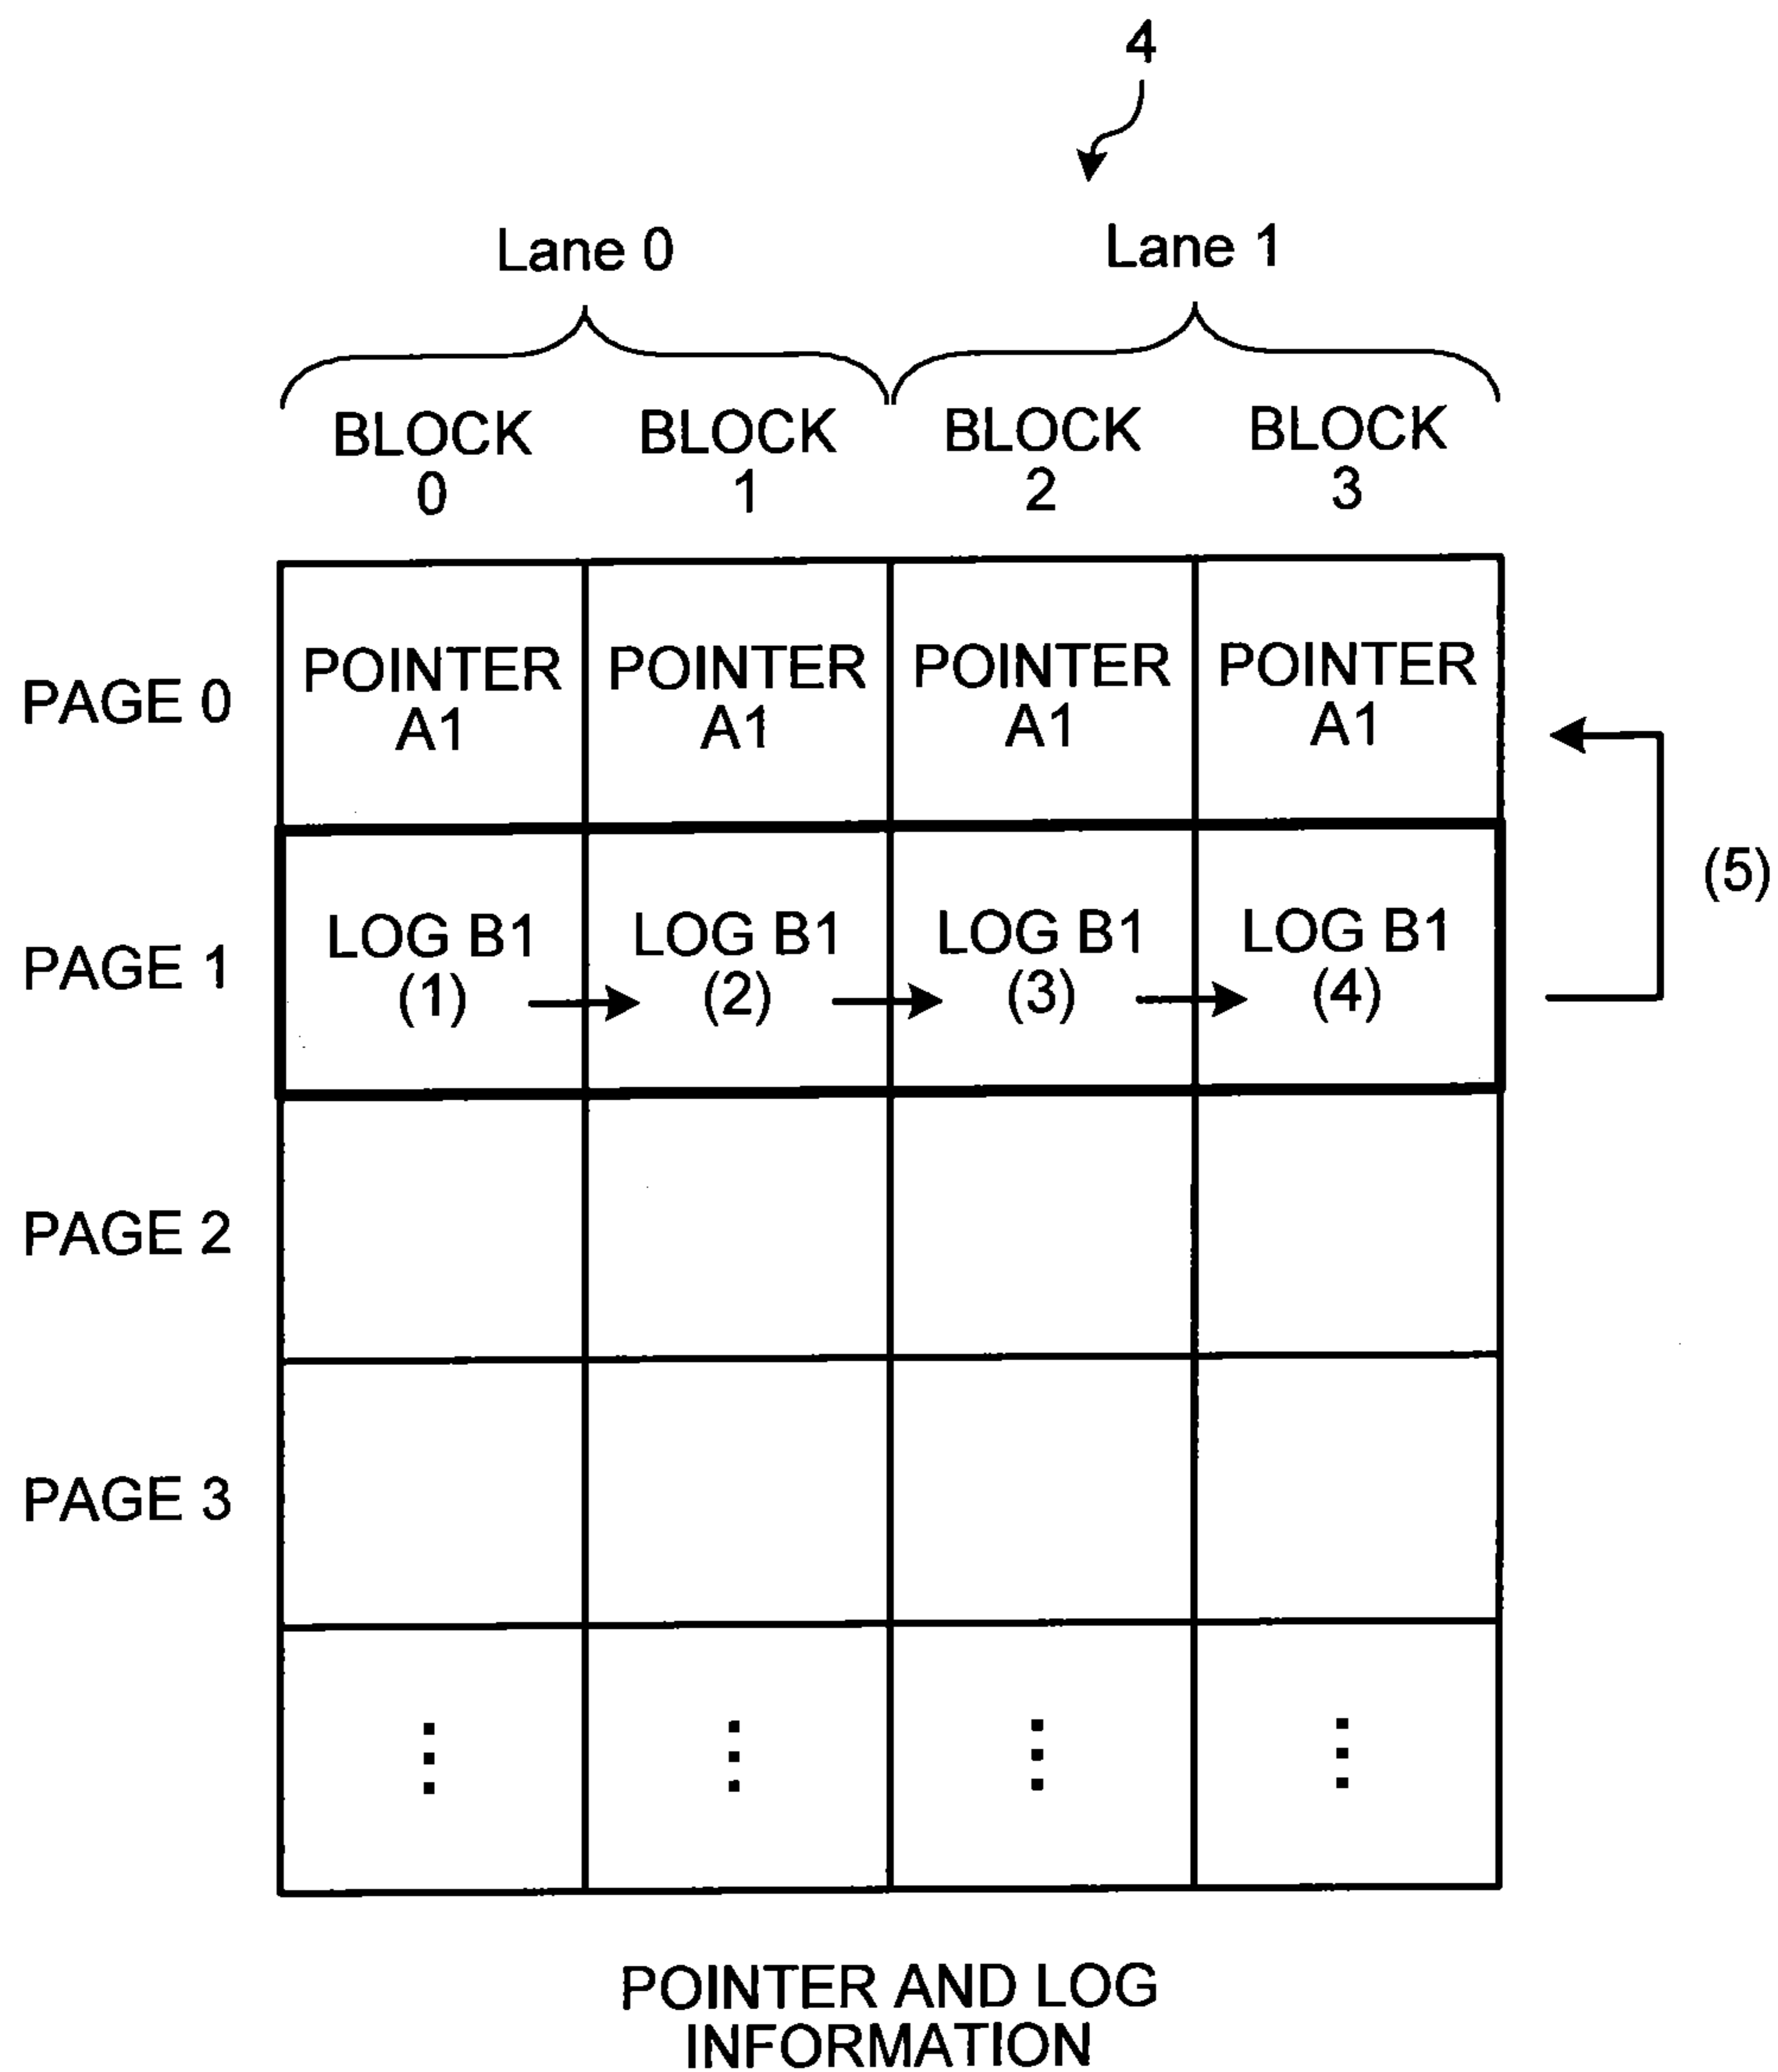 4
Lane 0 Lane 1
BLOCK BLOCK BLOCK BLOCK
0 1 2 3
PAGE 0
POINTER POINTER POINTER POINTER
A1 A1 A1 A1
(5)
PAGE 1
LOG B1 LOG B1 LOG B1 LOG B1
(1) (2) (3) (4)
PAGE 2
PAGE 3
POINTER AND LOG
INFORMATION